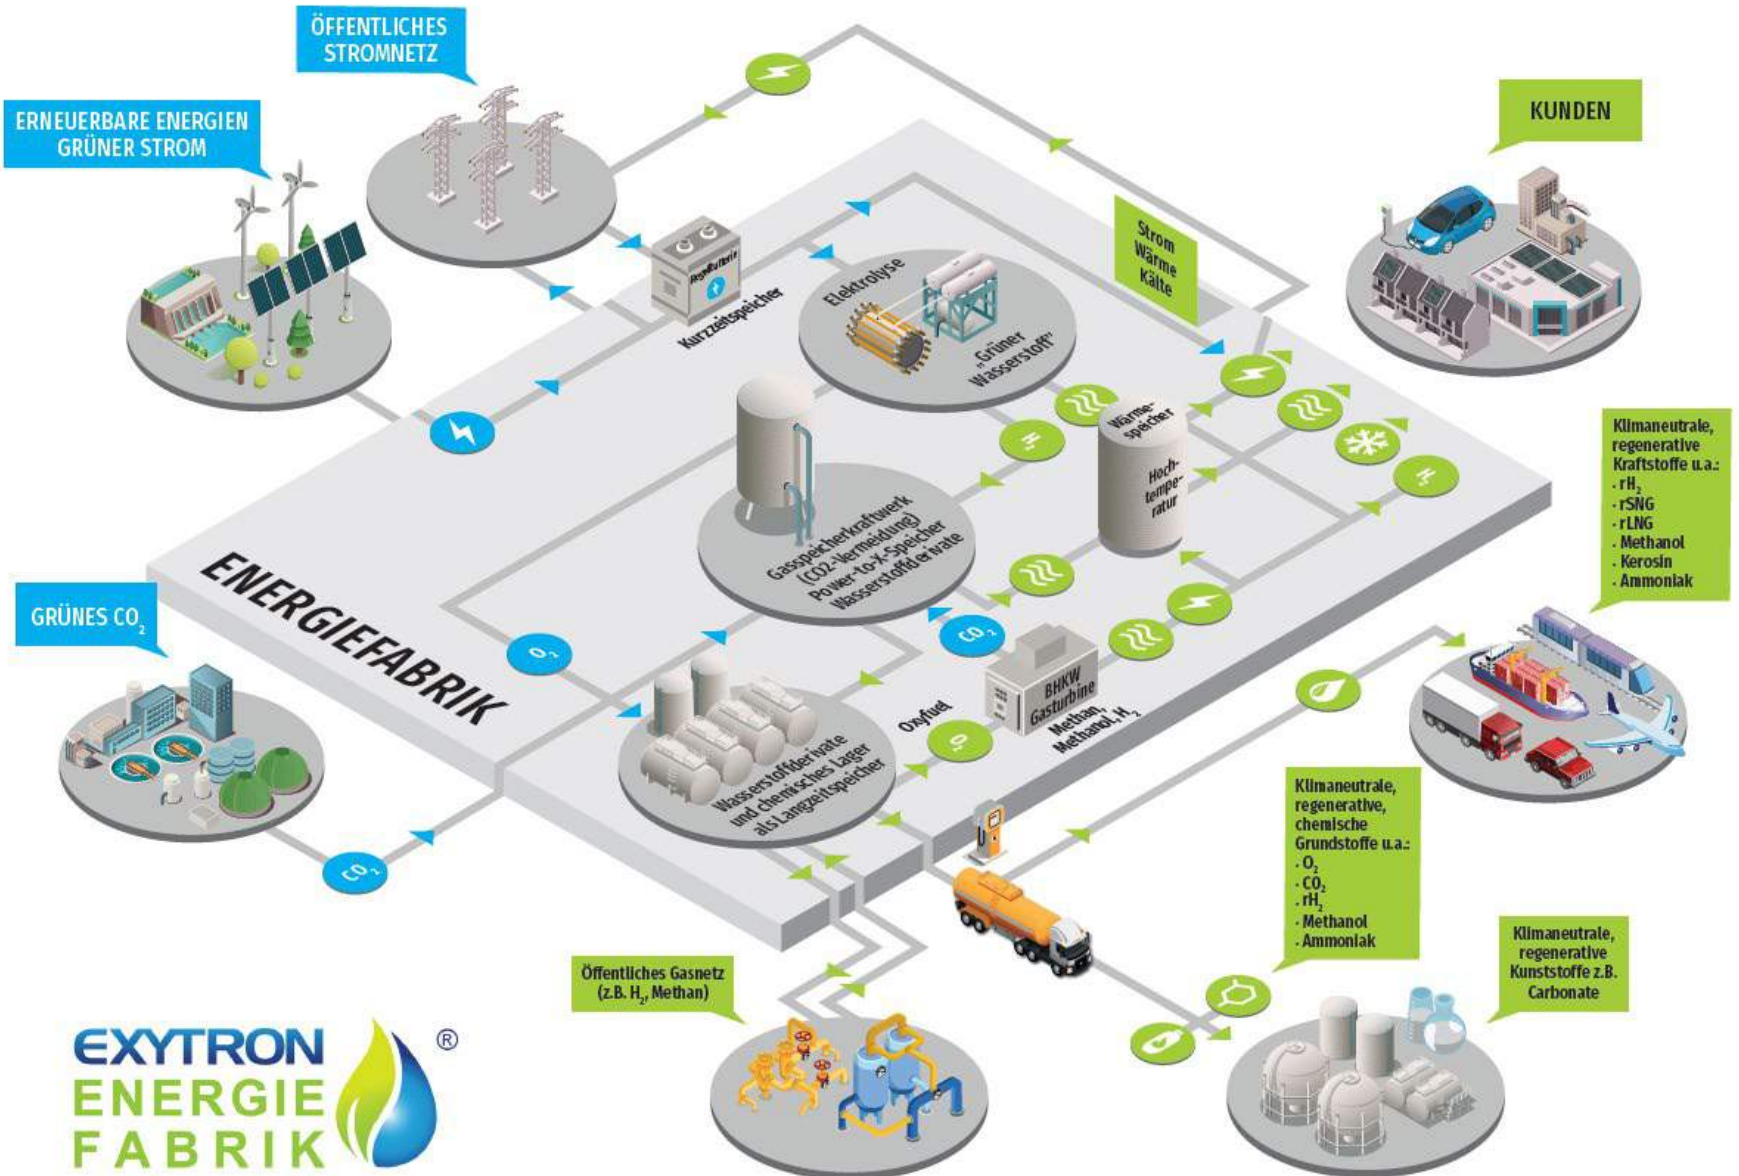 ÖFFENTLICHES
STROMNETZ
ERNEUERBARE ENERGIEN
GRÜNER STROM
KUNDEN
Strom
Wärme
Kälte
Kurzzeitspeicher
Elektrolyse
„Grüner
Wasserstoff"
H₂
Wärme-
speicher
Hoch-
tempe-
ratur
H₂
Klimaneutrale,
regenerative
Kraftstoffe u.a.:
· rH₂
· rSNG
· rLNG
· Methanol
· Kerosin
· Ammoniak
Gasspeicherkraftwerk
(CO2-Vermeidung)
Power-to-X-Speicher
Wasserstoffderivate
ENERGIEFABRIK
GRÜNES CO₂
O₂
CO₂
BHKW
Gasturbine
Methan,
Methanol, H₂
Oxyfuel
O₂
Wasserstoffderivate
und chemisches Lager
als Langzeitspeicher
CO₂
Klimaneutrale,
regenerative,
chemische
Grundstoffe u.a.:
· O₂
· CO₂
· rH₂
· Methanol
· Ammoniak
Klimaneutrale,
regenerative
Kunststoffe z.B.
Carbonate
Öffentliches Gasnetz
(z.B. H₂, Methan)
EXYTRON ®
ENERGIE
FABRIK